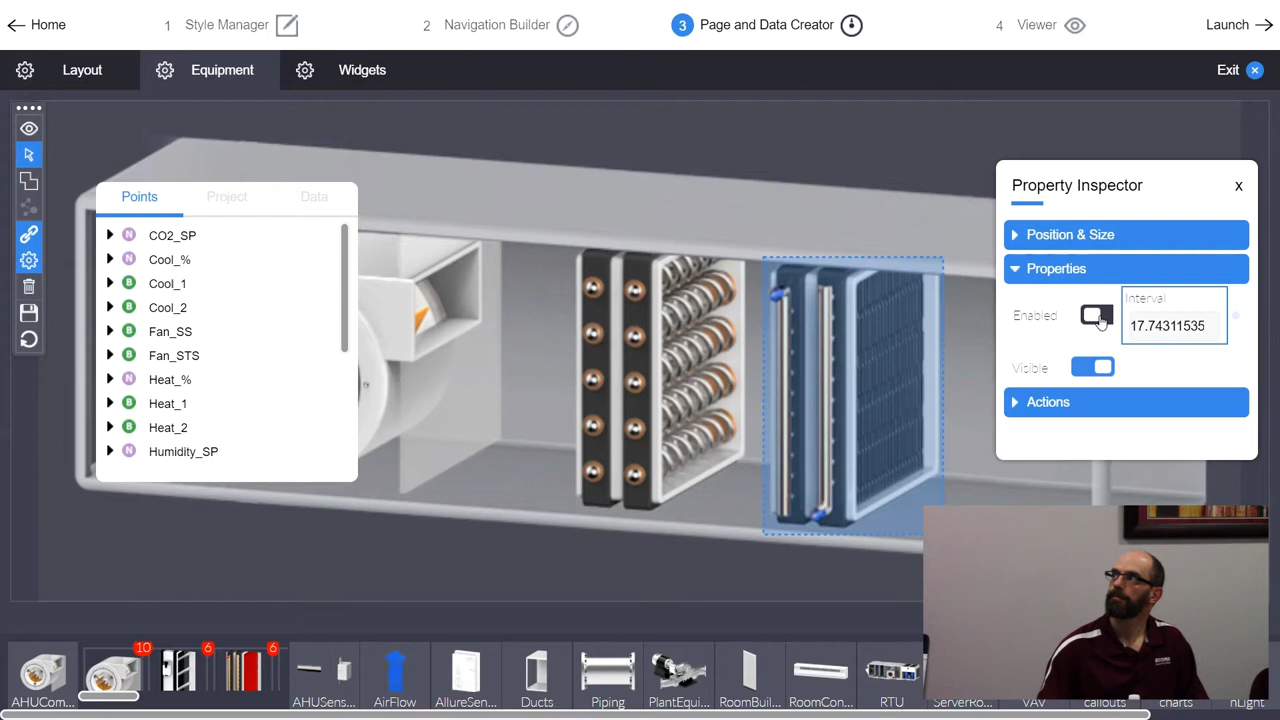 Home
1 Style Manager
2 Navigation Builder
3 Page and Data Creator
4 Viewer
Launch
Layout
Equipment
Widgets
Exit
Points Project Data
CO2_SP
Cool_%
Cool_1
Cool_2
Fan_SS
Fan_STS
Heat_%
Heat_1
Heat_2
Humidity_SP
Property Inspector x
Position & Size
Properties
Enabled
Interval
17.74311535
Visible
Actions
10 6 6
AHUCom...
AHUSens...
AirFlow
AllureSen...
Ducts
Piping
PlantEqui...
RoomBuil...
RoomCon...
RTU
ServerRo...
VAV
callouts
charts
nLight